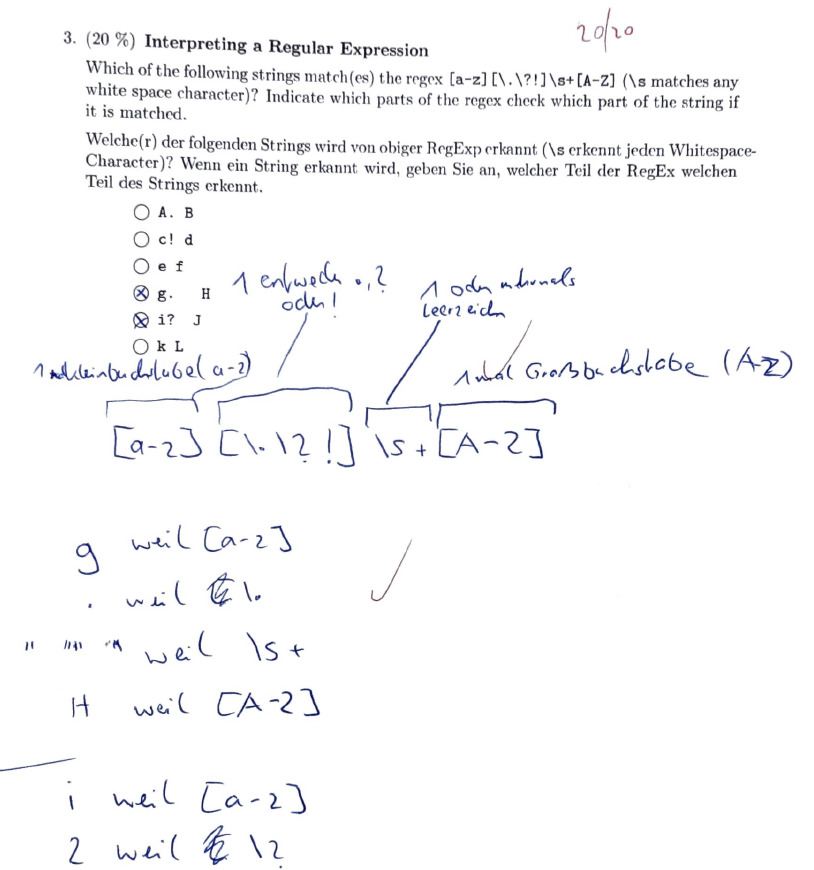 20/20
3. (20 %) Interpreting a Regular Expression
Which of the following strings match(es) the regex [a-z][\.\?!]\s+[A-Z] (\s matches any
white space character)? Indicate which parts of the regex check which part of the string if
it is matched.
Welche(r) der folgenden Strings wird von obiger RegExp erkannt (\s erkennt jeden Whitespace-
Character)? Wenn ein String erkannt wird, geben Sie an, welcher Teil der RegEx welchen
Teil des Strings erkennt.
A. B
c! d
e f
g. H
i? J
k L
1 entweder .,?
oder !
1 oder mehrmals
Leerzeichen
1 mal Kleinbuchstabe (a-z)
1 mal Großbuchstabe (A-Z)
[a-z] [\.\?!] \s+[A-Z]
g weil [a-z]
. weil \.
" " " " " " weil \s+
H weil [A-Z]
i weil [a-z]
? weil \?